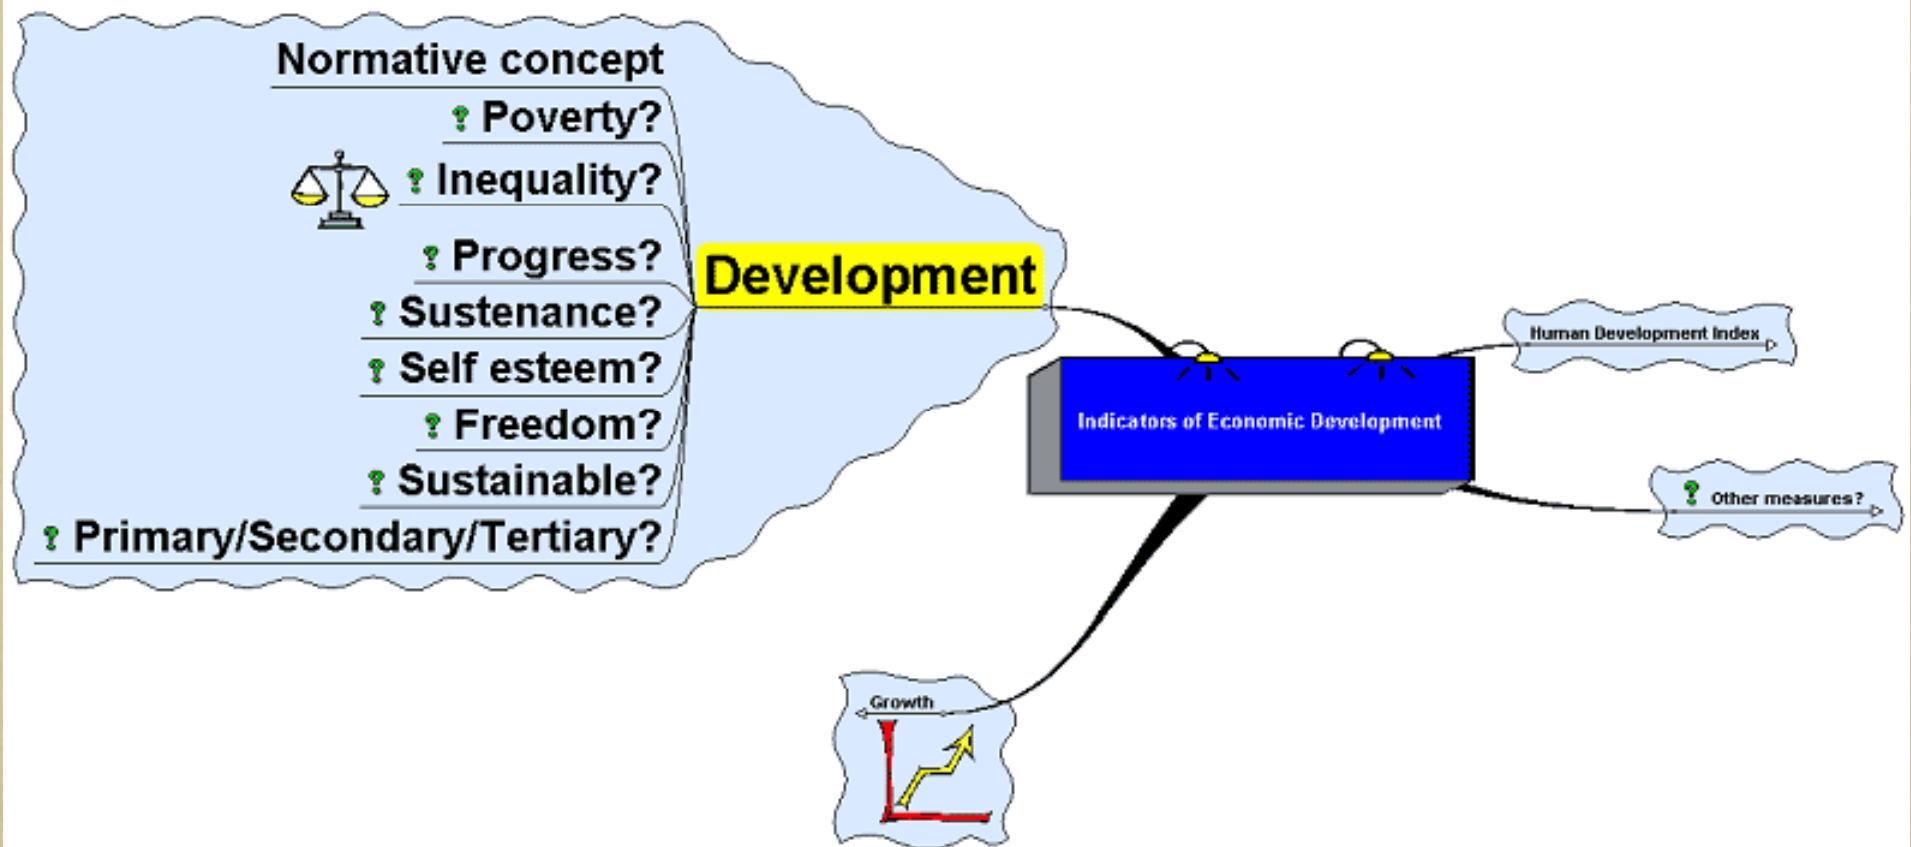 Normative concept
? Poverty?
? Inequality?
? Progress?
? Sustenance?
? Self esteem?
? Freedom?
? Sustainable?
? Primary/Secondary/Tertiary?
Development
Indicators of Economic Development
Human Development Index
? Other measures?
Growth